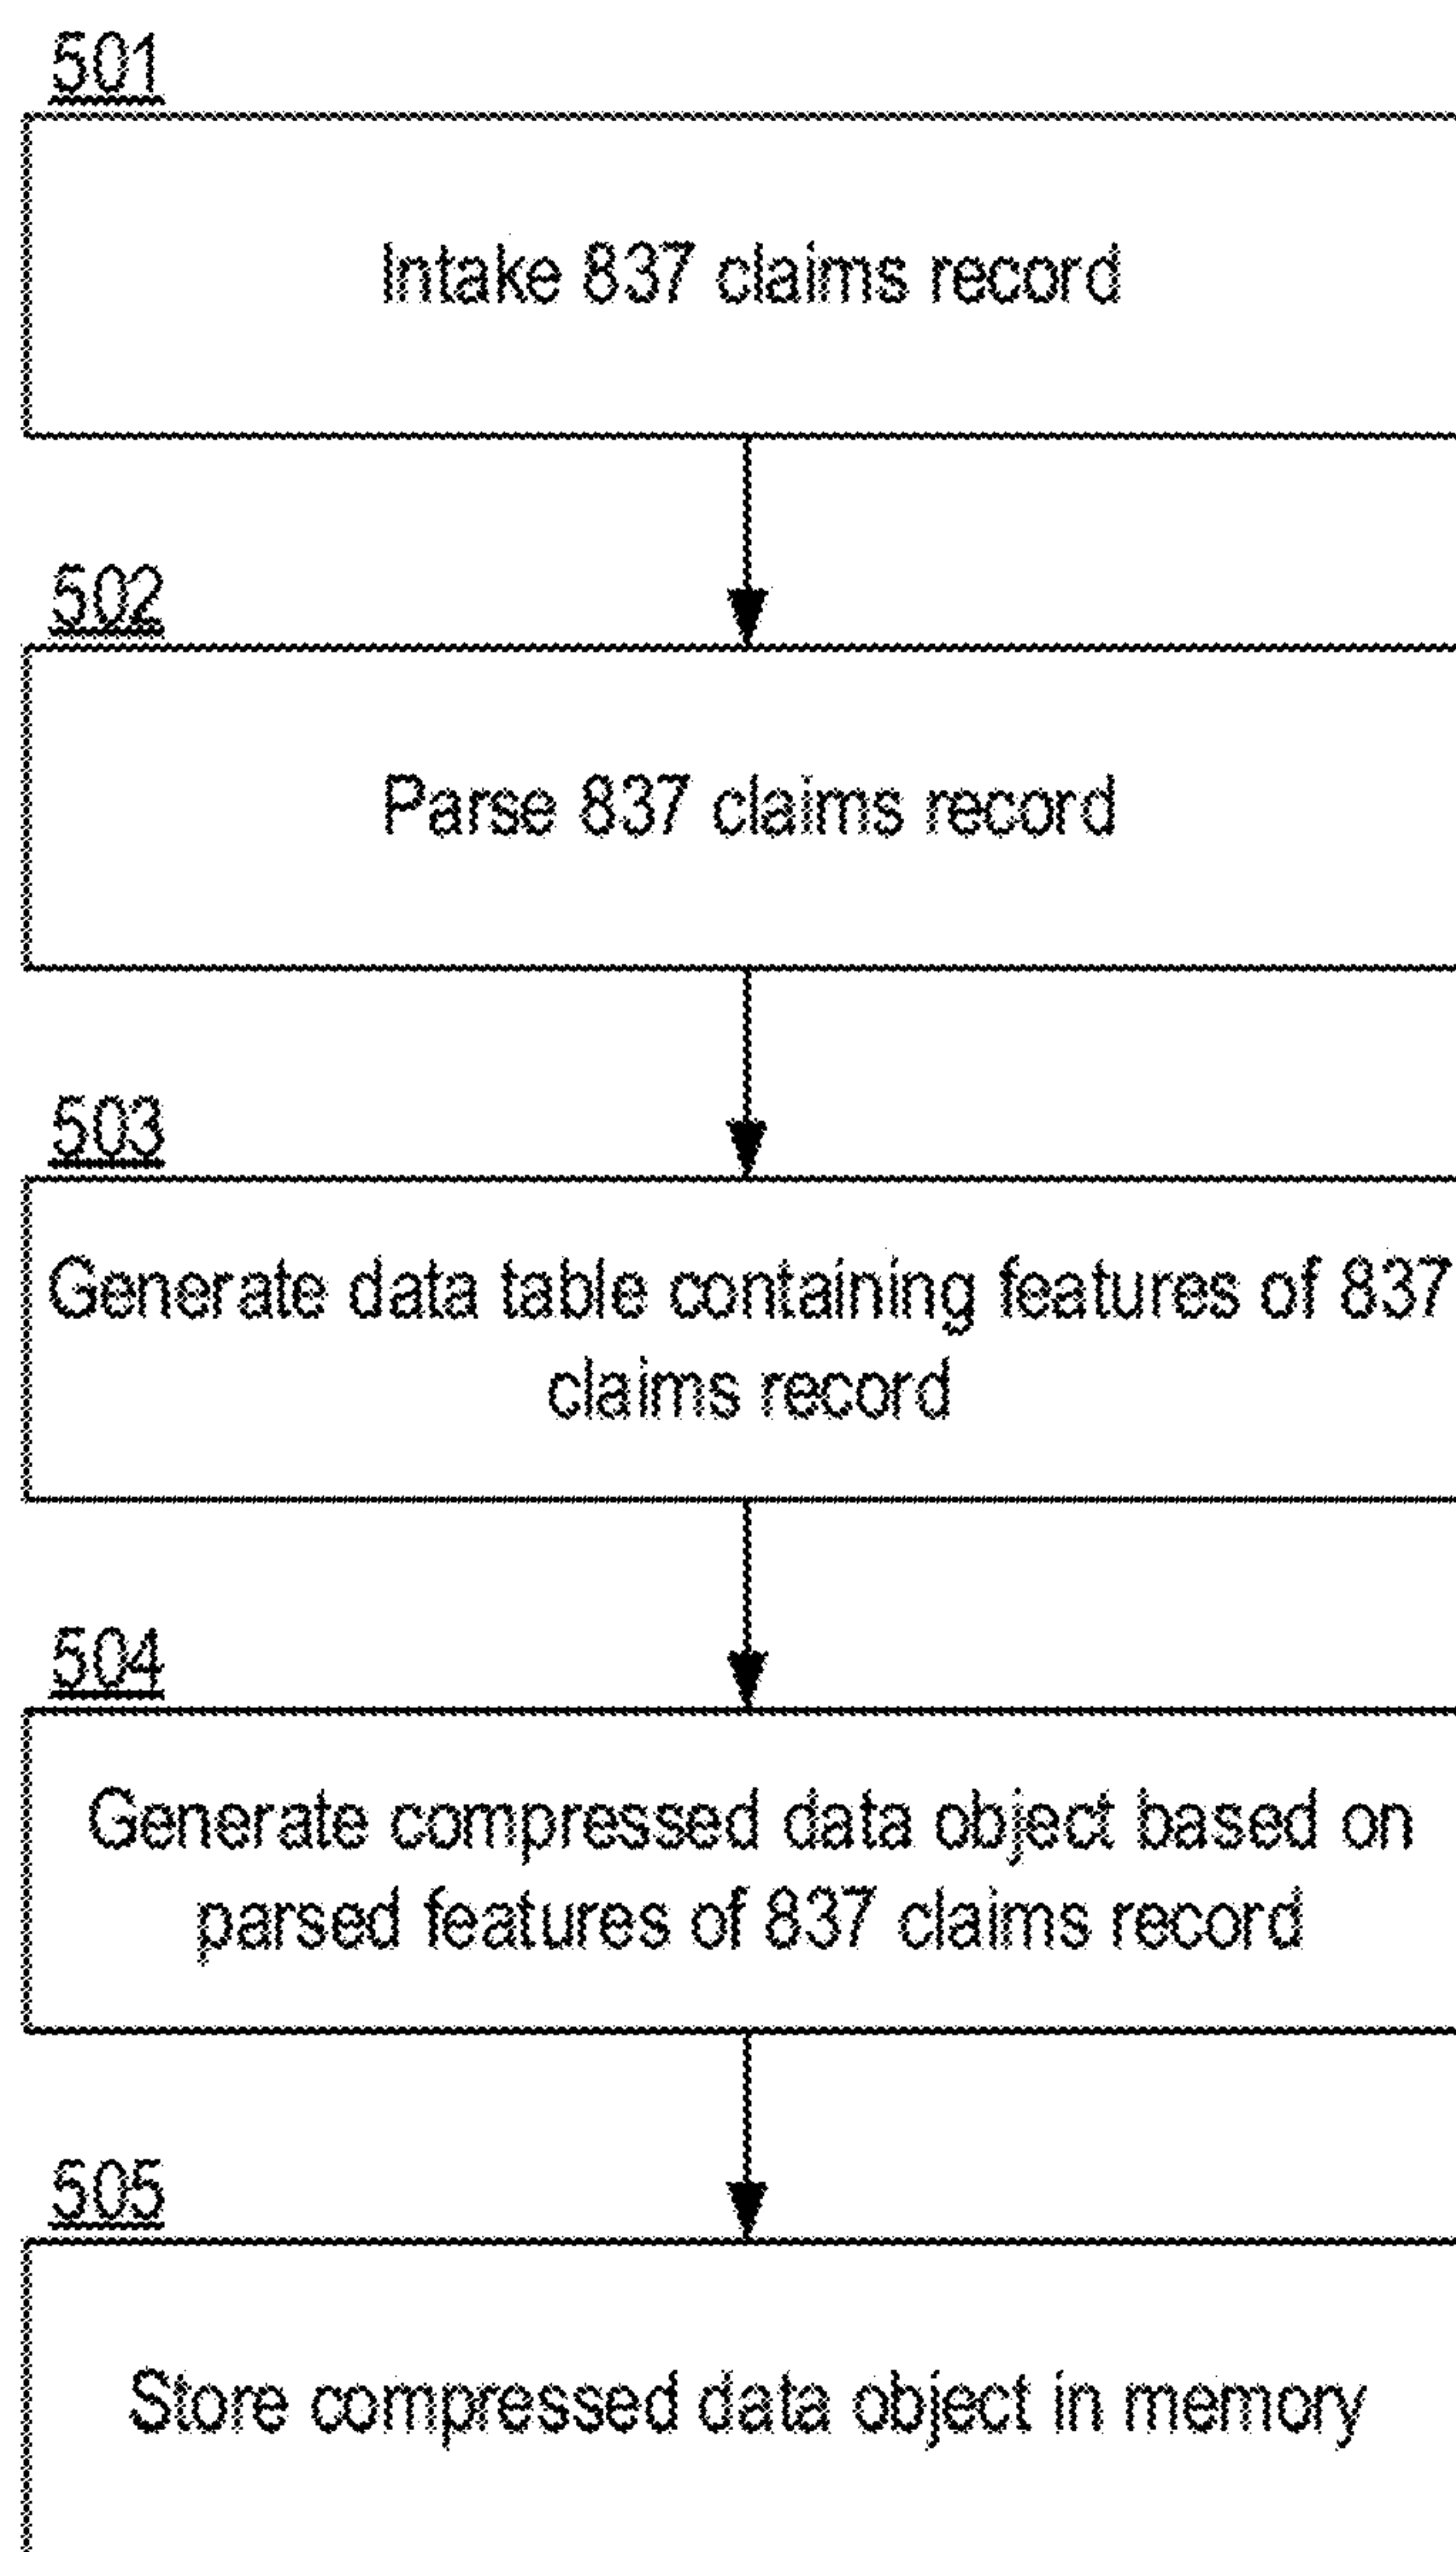 501
Intake 837 claims record
502
Parse 837 claims record
503
Generate data table containing features of 837
claims record
504
Generate compressed data object based on
parsed features of 837 claims record
505
Store compressed data object in memory